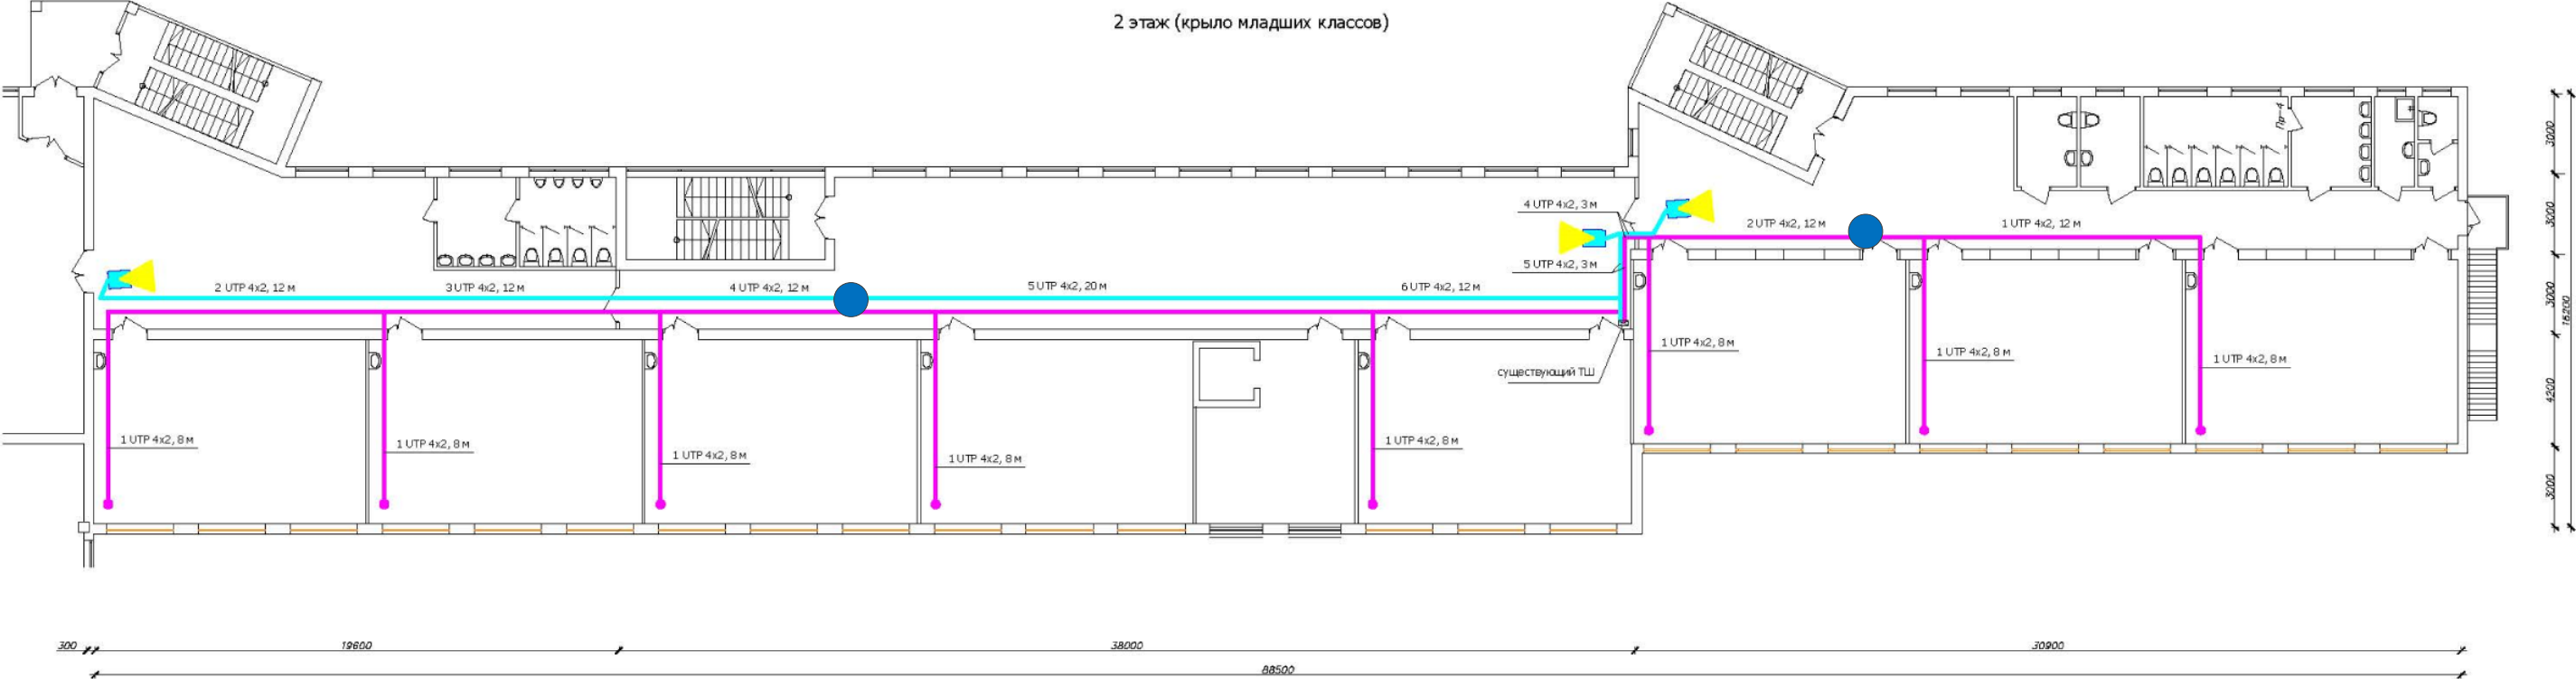 2 этаж (крыло младших классов)
Пр-4
3000
4 UTP 4x2, 3 м
3000
2 UTP 4x2, 12 м
1 UTP 4x2, 12 м
5 UTP 4x2, 3 м
2 UTP 4x2, 12 м
3 UTP 4x2, 12 м
4 UTP 4x2, 12 м
5 UTP 4x2, 20 м
6 UTP 4x2, 12 м
3000
16200
1 UTP 4x2, 8 м
1 UTP 4x2, 8 м
1 UTP 4x2, 8 м
существующий ТШ
4200
1 UTP 4x2, 8 м
1 UTP 4x2, 8 м
1 UTP 4x2, 8 м
1 UTP 4x2, 8 м
1 UTP 4x2, 8 м
3000
300
19600
38000
30900
88500